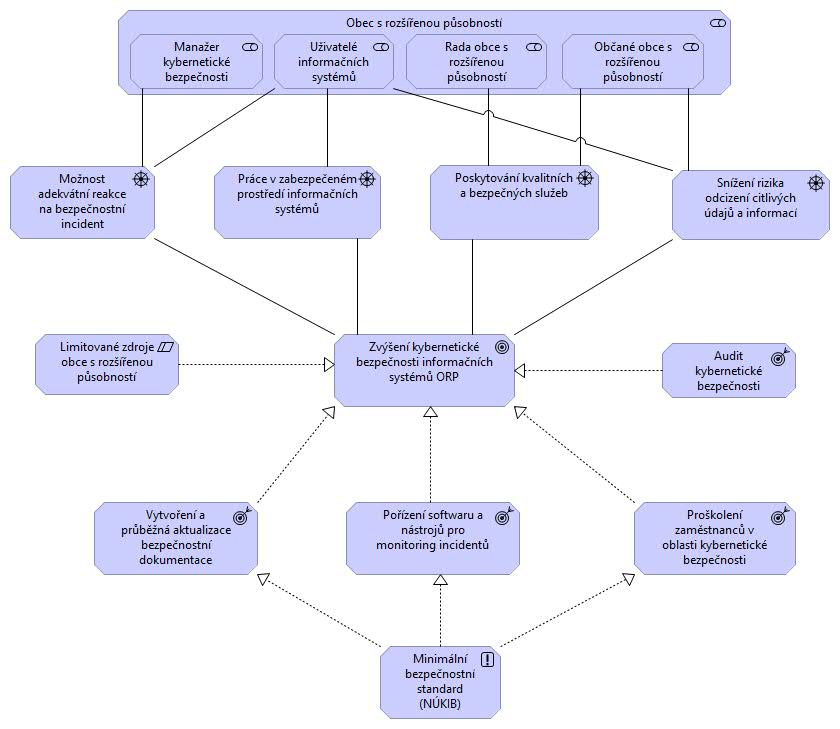 Obec s rozšířenou působností
Manažer
kybernetické
bezpečnosti
Uživatelé
informačních
systémů
Rada obce s
rozšířenou
působností
Občané obce s
rozšířenou
působností
Možnost
adekvátní reakce
na bezpečnostní
incident
Práce v zabezpečeném
prostředí informačních
systémů
Poskytování kvalitních
a bezpečných služeb
Snížení rizika
odcizení citlivých
údajů a informací
Limitované zdroje
obce s rozšířenou
působností
Zvýšení kybernetické
bezpečnosti informačních
systémů ORP
Audit
kybernetické
bezpečnosti
Vytvoření a
průběžná aktualizace
bezpečnostní
dokumentace
Pořízení softwaru a
nástrojů pro
monitoring incidentů
Proškolení
zaměstnanců v
oblasti kybernetické
bezpečnosti
Minimální
bezpečnostní
standard
(NÚKIB)